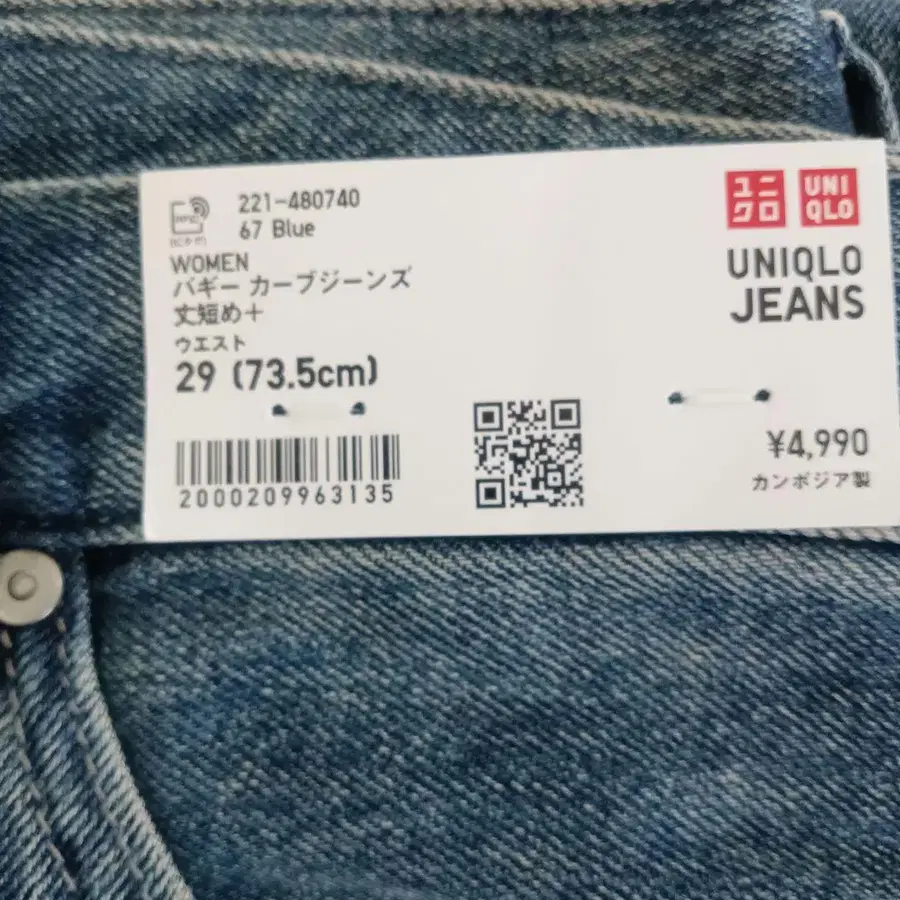 221-480740
67 Blue
WOMEN
バギー カーブジーンズ
丈短め+
ウエスト
29 (73.5cm)
2000209963135
ユニ
クロ
UNI
QLO
UNIQLO
JEANS
¥4,990
カンボジア製